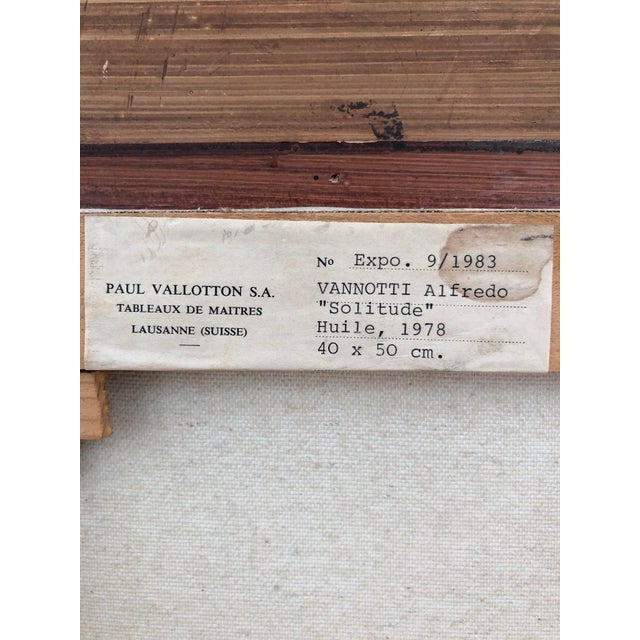 PAUL VALLOTTON S.A.
TABLEAUX DE MAITRES
LAUSANNE (SUISSE)
No Expo. 9/1983
VANNOTTI Alfredo
"Solitude"
Huile, 1978
40 x 50 cm.